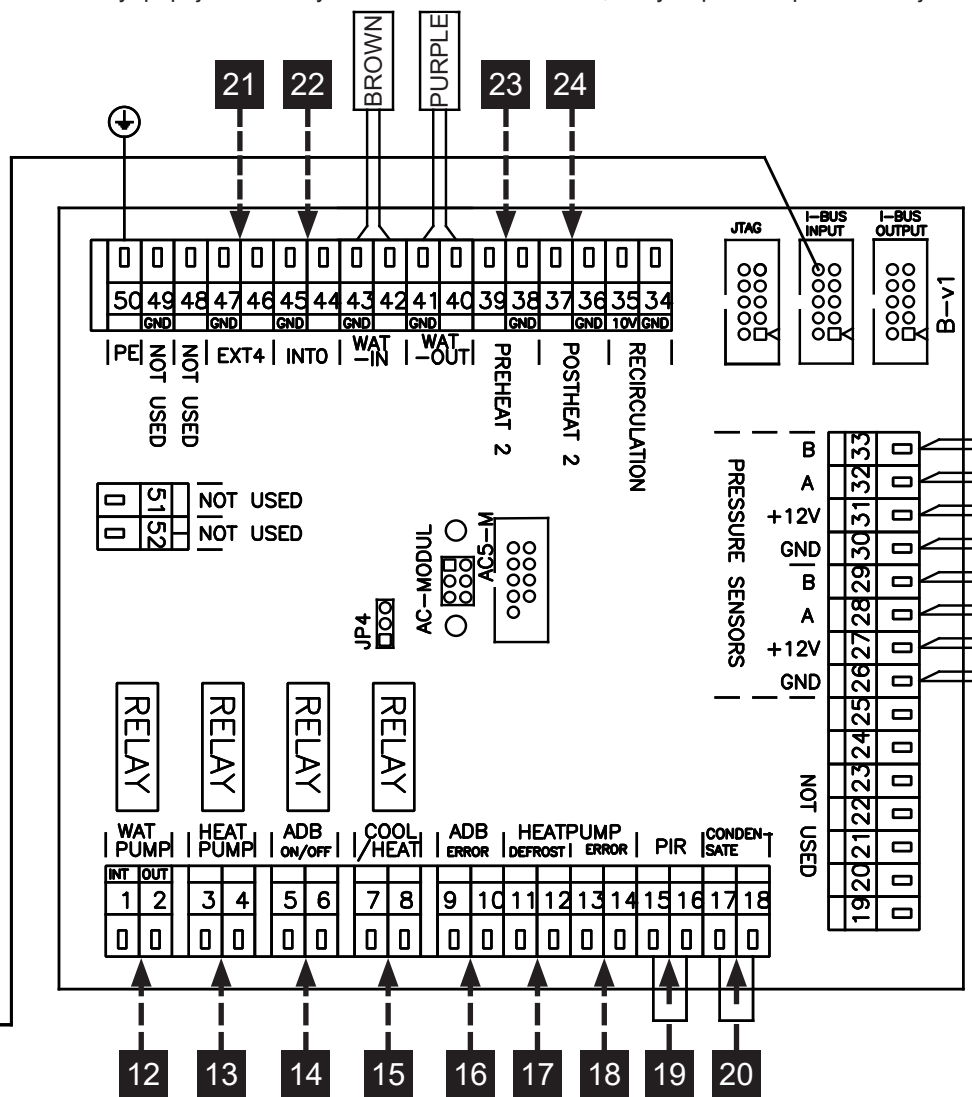 BROWN
PURPLE
21 22 23 24
JTAG
I-BUS
INPUT
I-BUS
OUTPUT
B-v1
50 49 48 47 46 45 44 43 42 41 40 39 38 37 36 35 34
GND GND GND GND GND GND GND 10V GND
PE
NOT USED
NOT USED
EXT4
INT0
WAT
-IN
WAT
-OUT
PREHEAT 2
POSTHEAT 2
RECIRCULATION
51 NOT USED
52 NOT USED
JP4
AC-MODUL
AC5-M
PRESSURE SENSORS
B 33
A 32
+12V 31
GND 30
B 29
A 28
+12V 27
GND 26
25
24
23
22
21
20
19
NOT USED
RELAY
RELAY
RELAY
RELAY
WAT
PUMP
HEAT
PUMP
ADB
ON/OFF
COOL
/HEAT
ADB
ERROR
HEATPUMP
DEFROST ERROR
PIR
CONDEN-
SATE
INT OUT
1 2 3 4 5 6 7 8 9 10 11 12 13 14 15 16 17 18
12 13 14 15 16 17 18 19 20